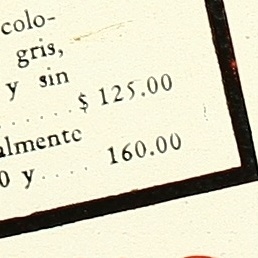 colo-
gris,
y sin
....... $ 125.00
almente
0 y .... 160.00